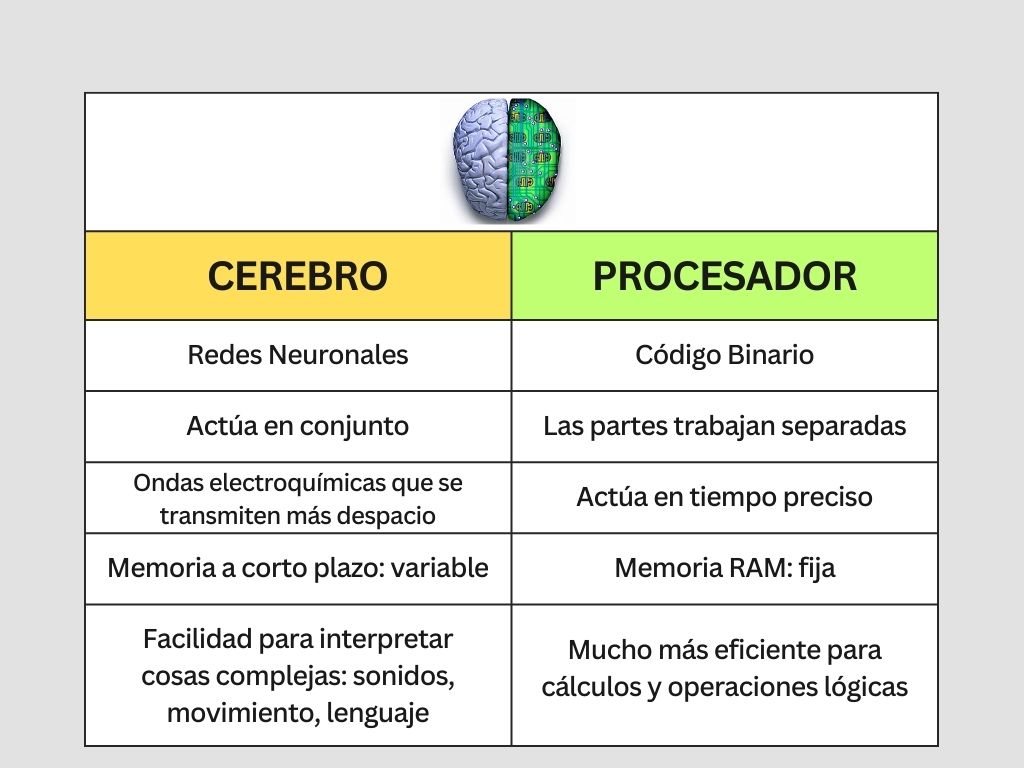 CEREBRO
PROCESADOR
Redes Neuronales
Código Binario
Actúa en conjunto
Las partes trabajan separadas
Ondas electroquímicas que se
transmiten más despacio
Actúa en tiempo preciso
Memoria a corto plazo: variable
Memoria RAM: fija
Facilidad para interpretar
cosas complejas: sonidos,
movimiento, lenguaje
Mucho más eficiente para
cálculos y operaciones lógicas